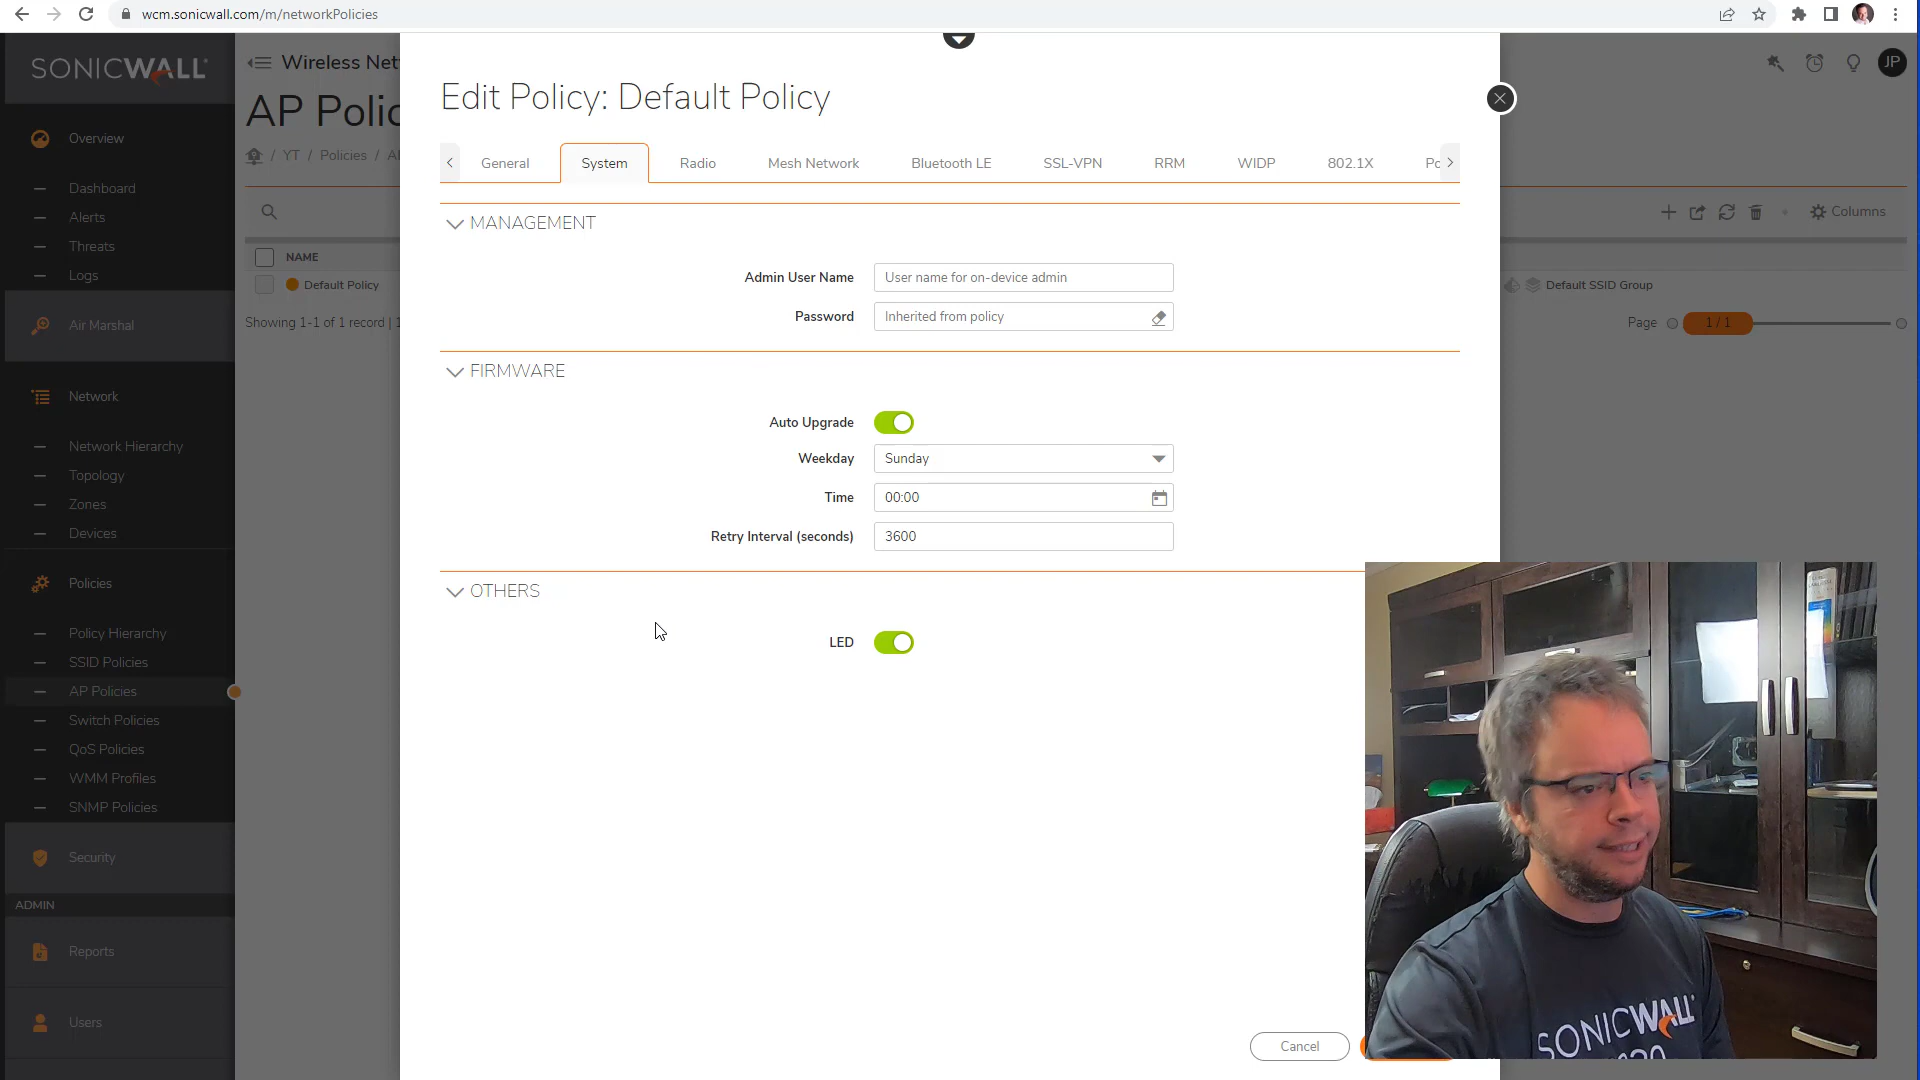 wcm.sonicwall.com/m/networkPolicies
SONICWALL
Wireless Net
JP
AP Polic
/ YT / Policies /
Overview
Dashboard
Alerts
Threats
Logs
Air Marshal
Network
Network Hierarchy
Topology
Zones
Devices
Policies
Policy Hierarchy
SSID Policies
AP Policies
Switch Policies
QoS Policies
WMM Profiles
SNMP Policies
Security
ADMIN
Reports
Users
NAME
Default Policy
Showing 1-1 of 1 record |
Edit Policy: Default Policy
General System Radio Mesh Network Bluetooth LE SSL-VPN RRM WIDP 802.1X Po
MANAGEMENT
Admin User Name User name for on-device admin
Password Inherited from policy
FIRMWARE
Auto Upgrade
Weekday Sunday
Time 00:00
Retry Interval (seconds) 3600
OTHERS
LED
Cancel
Columns
Default SSID Group
Page 1 / 1
SONICWALL